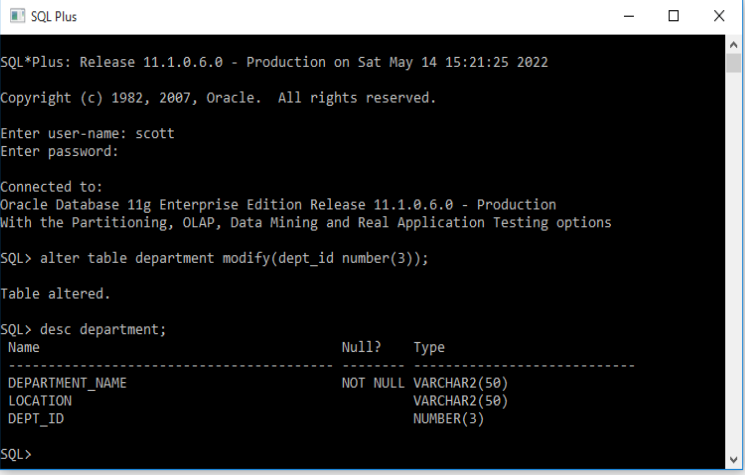 SQL Plus
SQL*Plus: Release 11.1.0.6.0 - Production on Sat May 14 15:21:25 2022
Copyright (c) 1982, 2007, Oracle.  All rights reserved.
Enter user-name: scott
Enter password:
Connected to:
Oracle Database 11g Enterprise Edition Release 11.1.0.6.0 - Production
With the Partitioning, OLAP, Data Mining and Real Application Testing options
SQL> alter table department modify(dept_id number(3));
Table altered.
SQL> desc department;
 Name                                      Null?    Type
 ----------------------------------------- -------- ----------------------------
 DEPARTMENT_NAME                           NOT NULL VARCHAR2(50)
 LOCATION                                           VARCHAR2(50)
 DEPT_ID                                            NUMBER(3)
SQL>